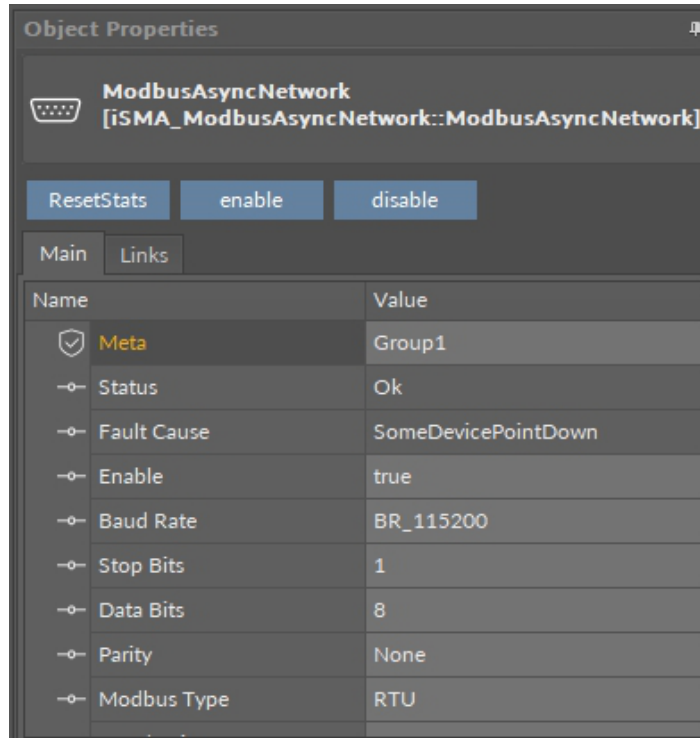 Object Properties
ModbusAsyncNetwork
[iSMA_ModbusAsyncNetwork::ModbusAsyncNetwork]
ResetStats enable disable
Main Links
Name Value
Meta Group1
Status Ok
Fault Cause SomeDevicePointDown
Enable true
Baud Rate BR_115200
Stop Bits 1
Data Bits 8
Parity None
Modbus Type RTU